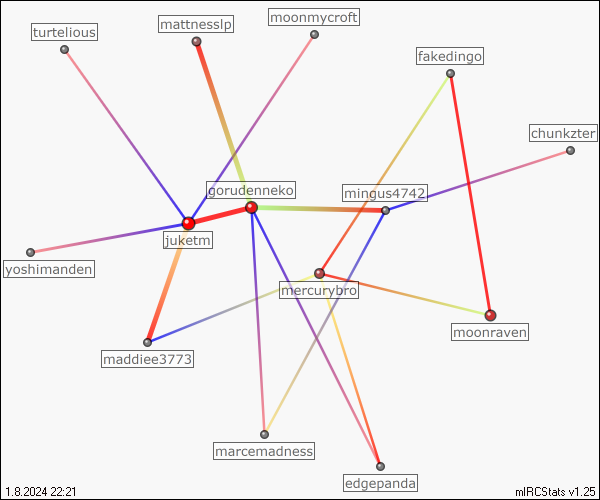 moonmycroft
mattnesslp
turtelious
fakedingo
chunkzter
gorudenneko
mingus4742
juketm
yoshimanden
mercurybro
moonraven
maddiee3773
marcemadness
edgepanda
1.8.2024 22:21
mIRCStats v1.25